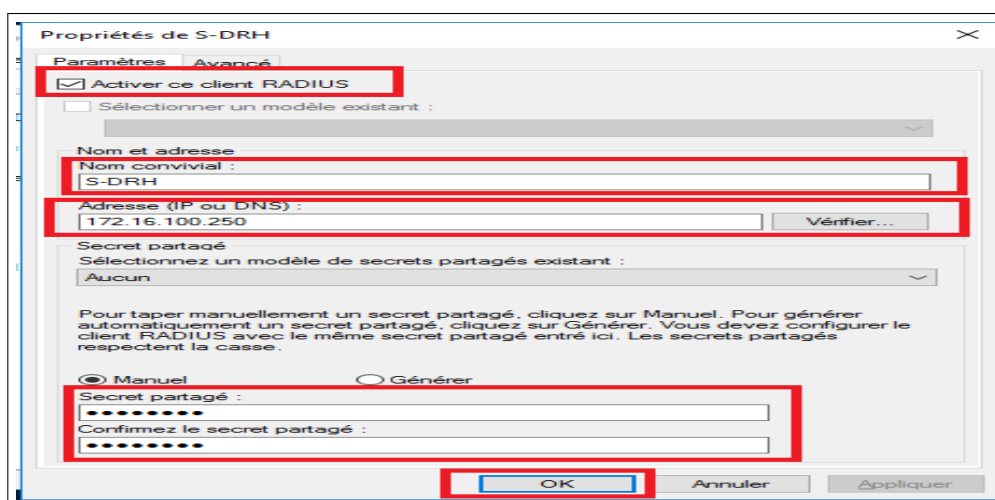 Propriétés de S-DRH
Paramètres Avancé
Activer ce client RADIUS
Sélectionner un modèle existant :
Nom et adresse
Nom convivial :
S-DRH
Adresse (IP ou DNS) :
172.16.100.250 Vérifier...
Secret partagé
Sélectionnez un modèle de secrets partagés existant :
Aucun
Pour taper manuellement un secret partagé, cliquez sur Manuel. Pour générer
automatiquement un secret partagé, cliquez sur Générer. Vous devez configurer le
client RADIUS avec le même secret partagé entré ici. Les secrets partagés
respectent la casse.
Manuel Générer
Secret partagé :
●●●●●●●●
Confirmez le secret partagé :
●●●●●●●●
OK Annuler Appliquer